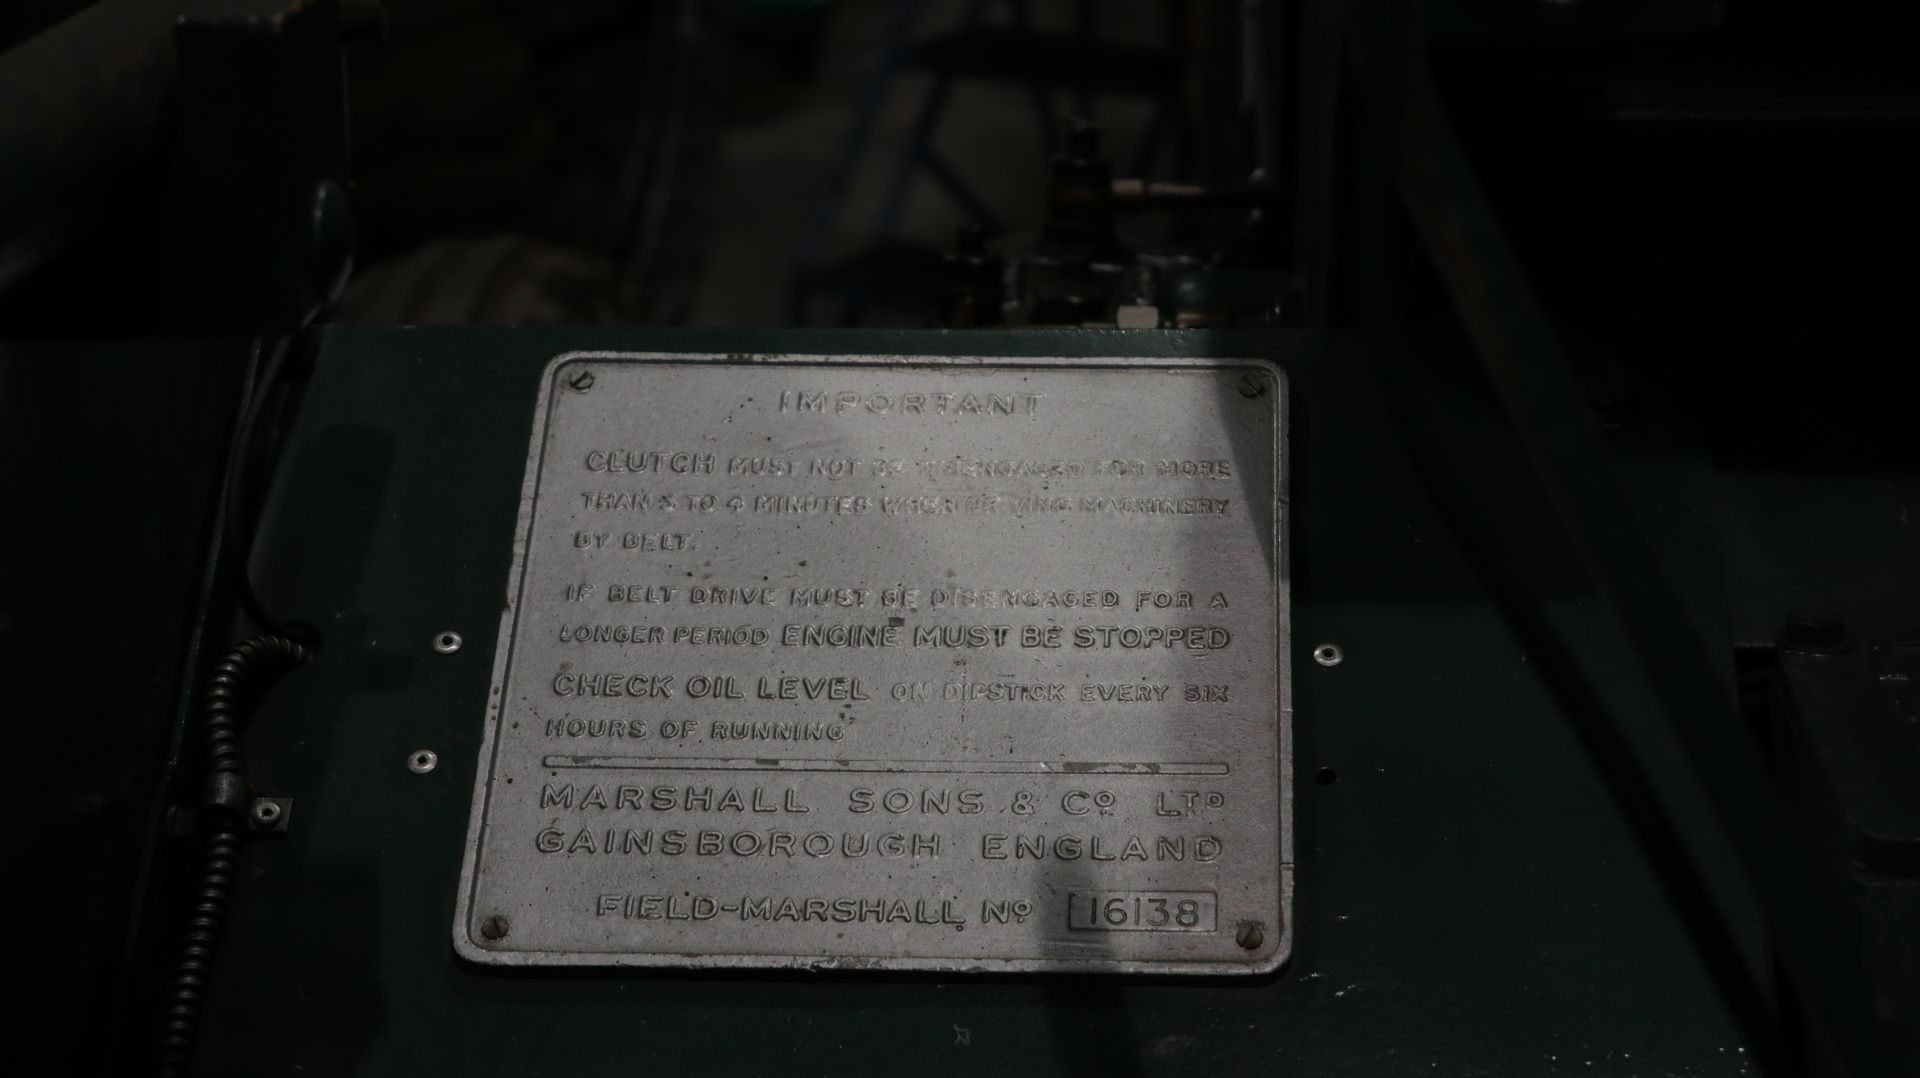 IMPORTANT
CLUTCH MUST NOT BE DISENGAGED FOR MORE
THAN 3 TO 4 MINUTES WHEN DRIVING MACHINERY
BY BELT.
IF BELT DRIVE MUST BE DISENGAGED FOR A
LONGER PERIOD ENGINE MUST BE STOPPED
CHECK OIL LEVEL ON DIPSTICK EVERY SIX
HOURS OF RUNNING
MARSHALL SONS & Cº LTD
GAINSBOROUGH ENGLAND
FIELD-MARSHALL Nº 16138